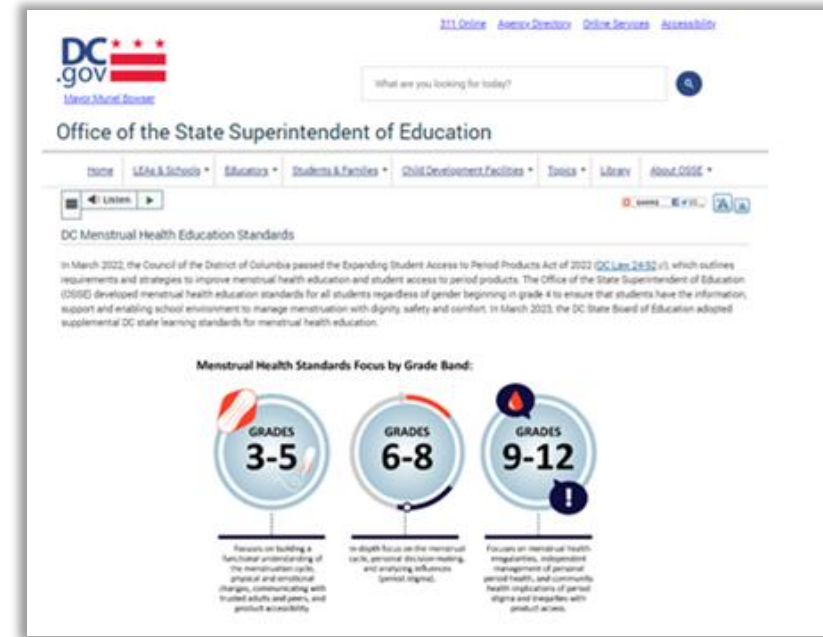 311 Online Agency Directory Online Services Accessibility
DC
.gov
Mayor Muriel Bowser
What are you looking for today?
Office of the State Superintendent of Education
Home LEAs & Schools Educators Students & Families Child Development Facilities Topics Library About OSSE
Listen
A A
DC Menstrual Health Education Standards
In March 2022, the Council of the District of Columbia passed the Expanding Student Access to Period Products Act of 2022 (DC Law 24-92), which outlines
requirements and strategies to improve menstrual health education and student access to period products. The Office of the State Superintendent of Education
(OSSE) developed menstrual health education standards for all students regardless of gender beginning in grade 4 to ensure that students have the information,
support and enabling school environment to manage menstruation with dignity, safety and comfort. In March 2023, the DC State Board of Education adopted
supplemental DC state learning standards for menstrual health education.
Menstrual Health Standards Focus by Grade Band:
GRADES
3-5
GRADES
6-8
GRADES
9-12
Focuses on building a
functional understanding of
the menstruation cycle,
physical and emotional
changes, communicating with
trusted adults and peers, and
product accessibility.
In-depth focus on the menstrual
cycle, personal decision-making,
and analyzing influences
(period stigma).
Focuses on menstrual health
irregularities, independent
management of personal
period health, and community
health implications of period
stigma and inequities with
product access.